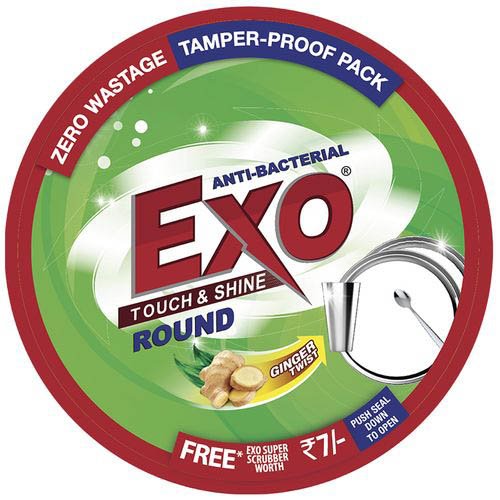 ZERO WASTAGE
TAMPER-PROOF PACK
ANTI-BACTERIAL
EXO®
TOUCH & SHINE
ROUND
GINGER
TWIST
FREE*
EXO SUPER
SCRUBBER
WORTH
₹7/-
PUSH SEAL
DOWN
TO OPEN